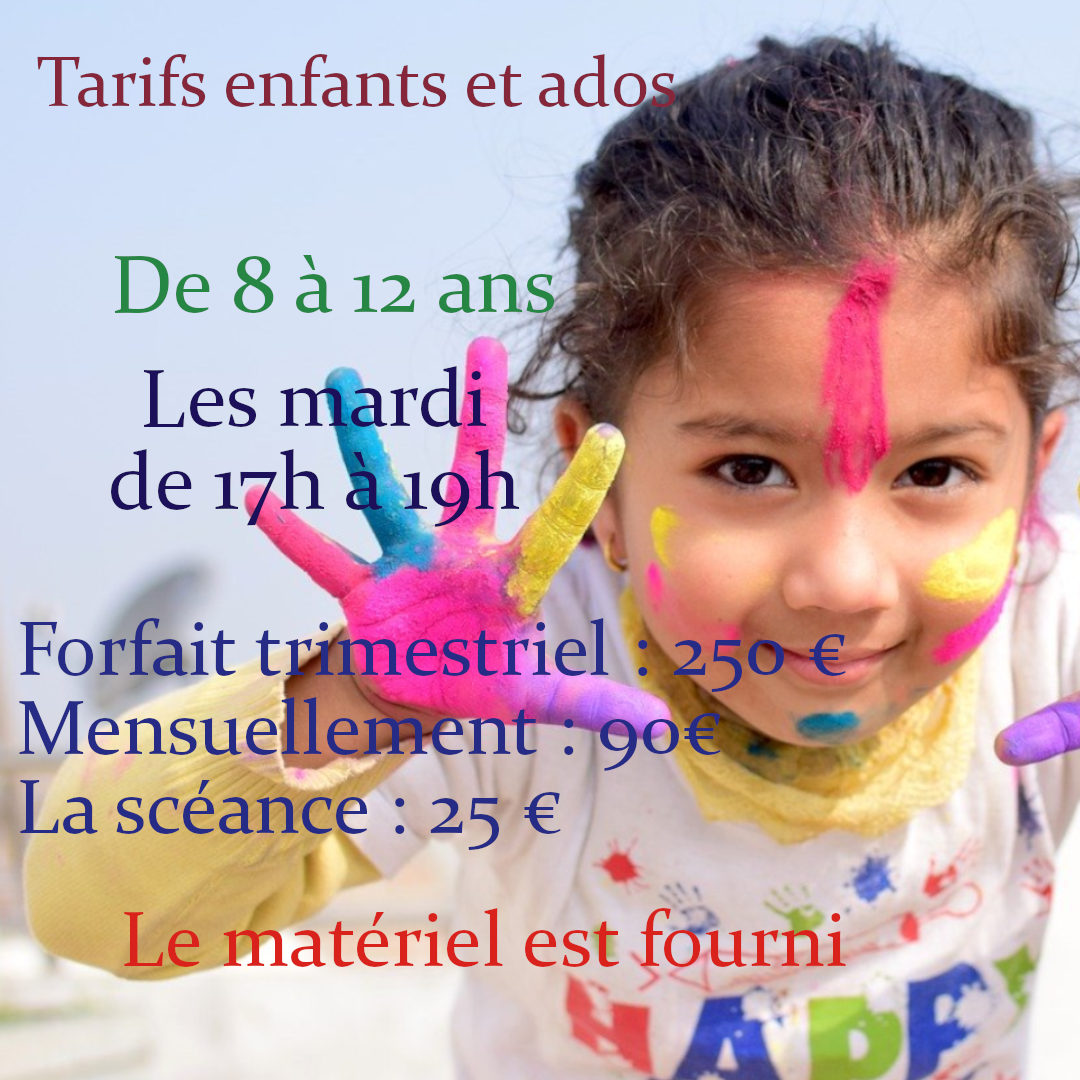 Tarifs enfants et ados
De 8 à 12 ans
Les mardi
de 17h à 19h
Forfait trimestriel : 250 €
Mensuellement : 90€
La scéance : 25 €
Le matériel est fourni
HAPP